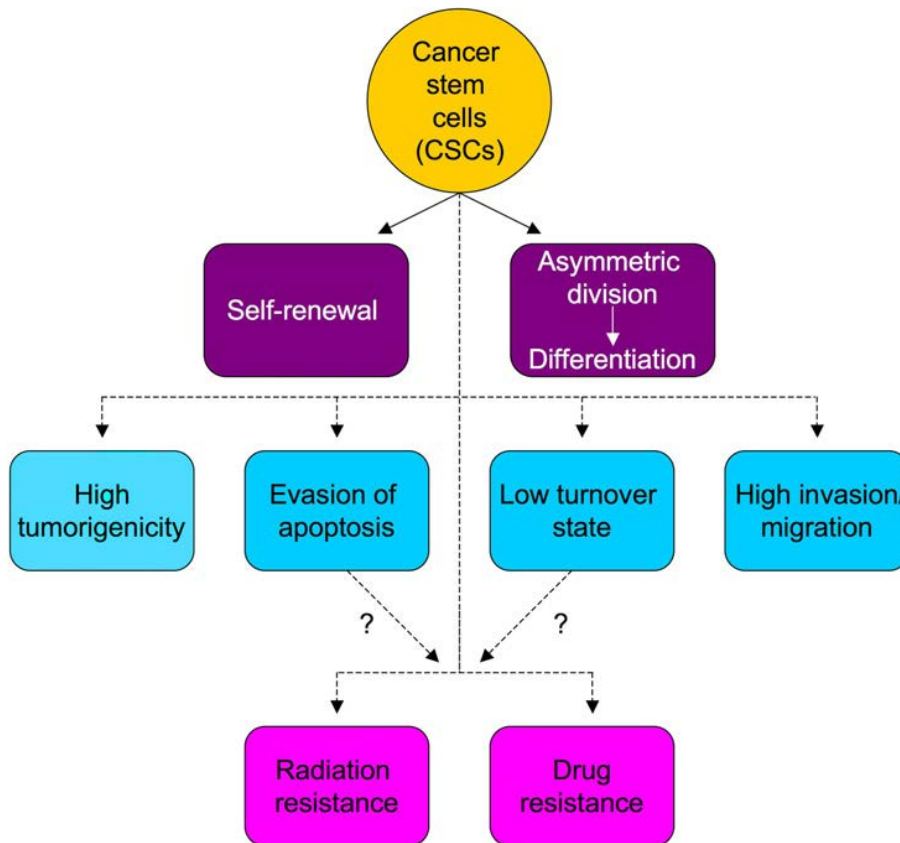 Cancer
stem
cells
(CSCs)
Self-renewal
Asymmetric
division
Differentiation
High
tumorigenicity
Evasion of
apoptosis
Low turnover
state
High invasion/
migration
?
?
Radiation
resistance
Drug
resistance